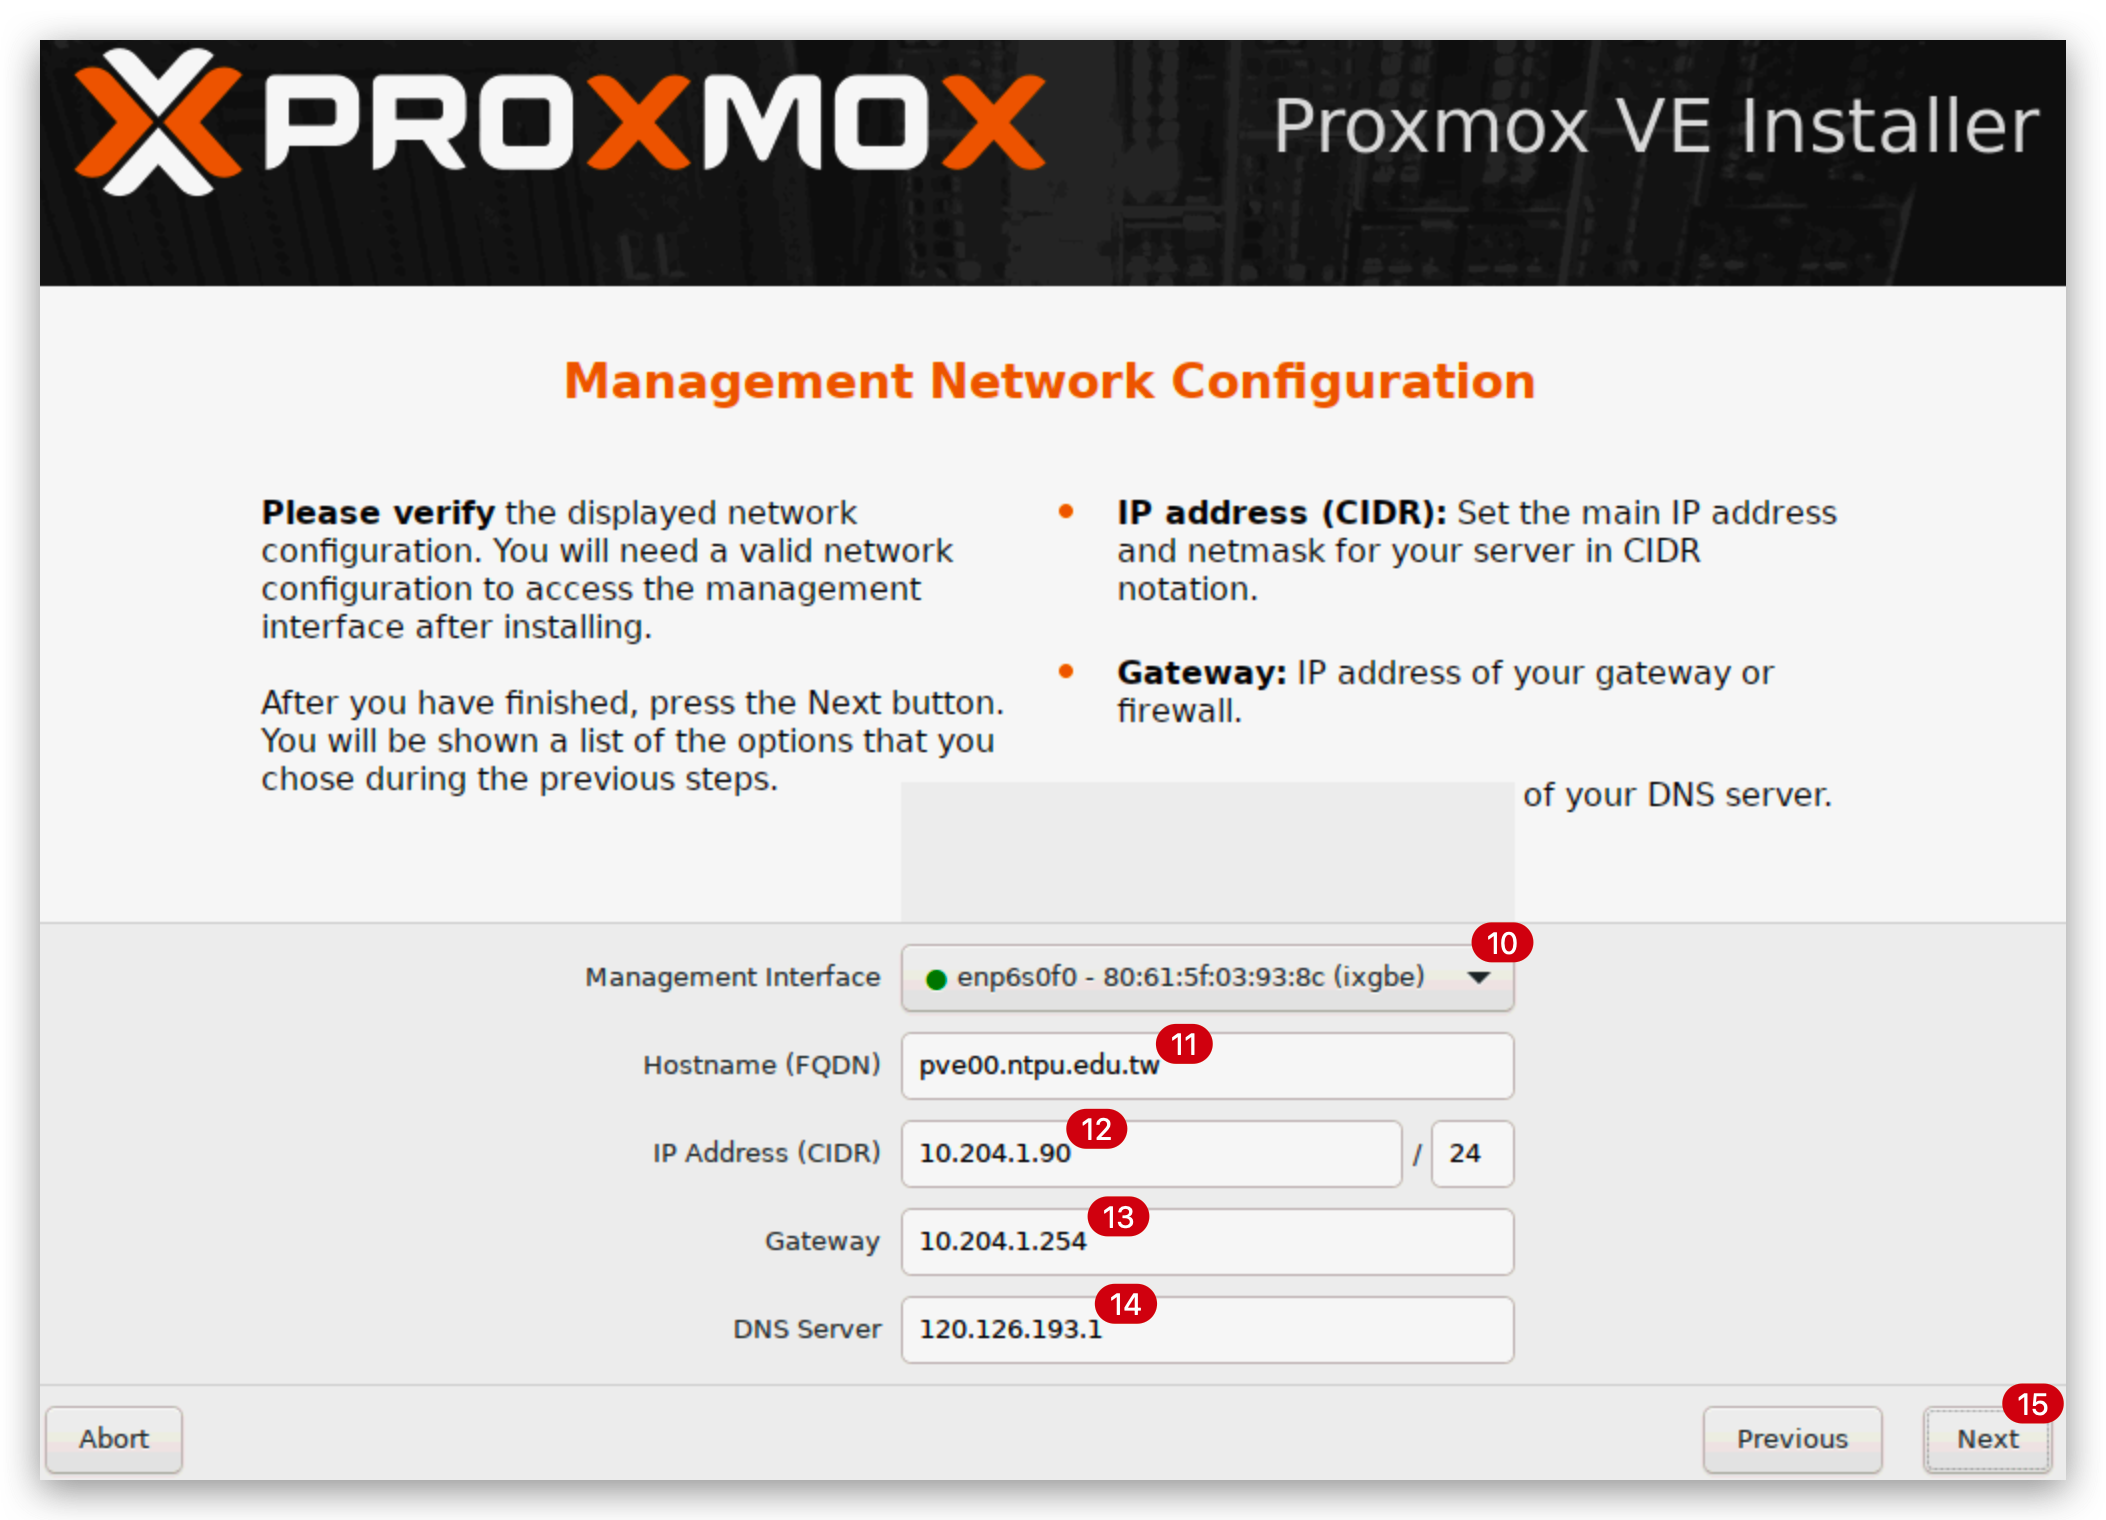 PROXMOX
Proxmox VE Installer
Management Network Configuration
Please verify the displayed network
configuration. You will need a valid network
configuration to access the management
interface after installing.
After you have finished, press the Next button.
You will be shown a list of the options that you
chose during the previous steps.
IP address (CIDR): Set the main IP address
and netmask for your server in CIDR
notation.
Gateway: IP address of your gateway or
firewall.
of your DNS server.
10
Management Interface enp6s0f0 - 80:61:5f:03:93:8c (ixgbe)
11
Hostname (FQDN) pve00.ntpu.edu.tw
12
IP Address (CIDR) 10.204.1.90 / 24
13
Gateway 10.204.1.254
14
DNS Server 120.126.193.1
15
Abort Previous Next